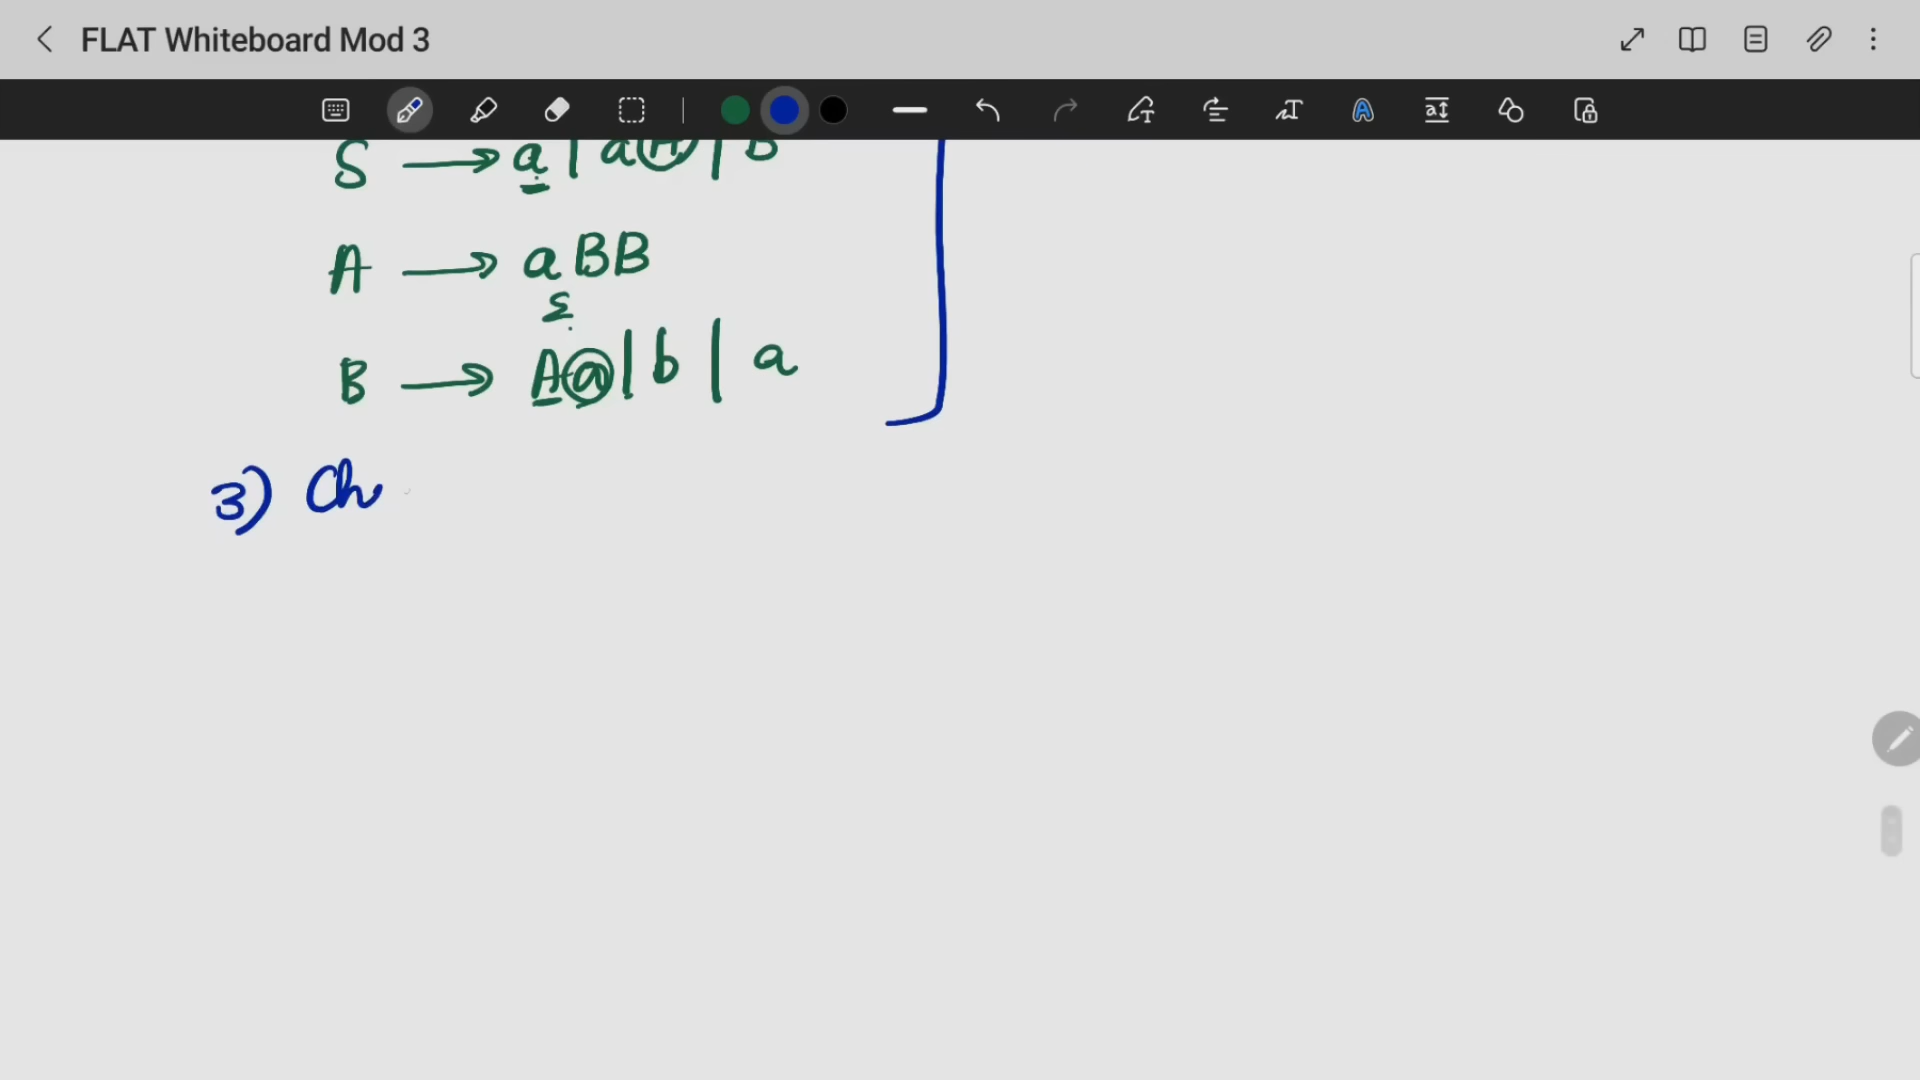 FLAT Whiteboard Mod 3
S → a | aA | B
A → aBB
ε
B → Aa | b | a
3) Ch